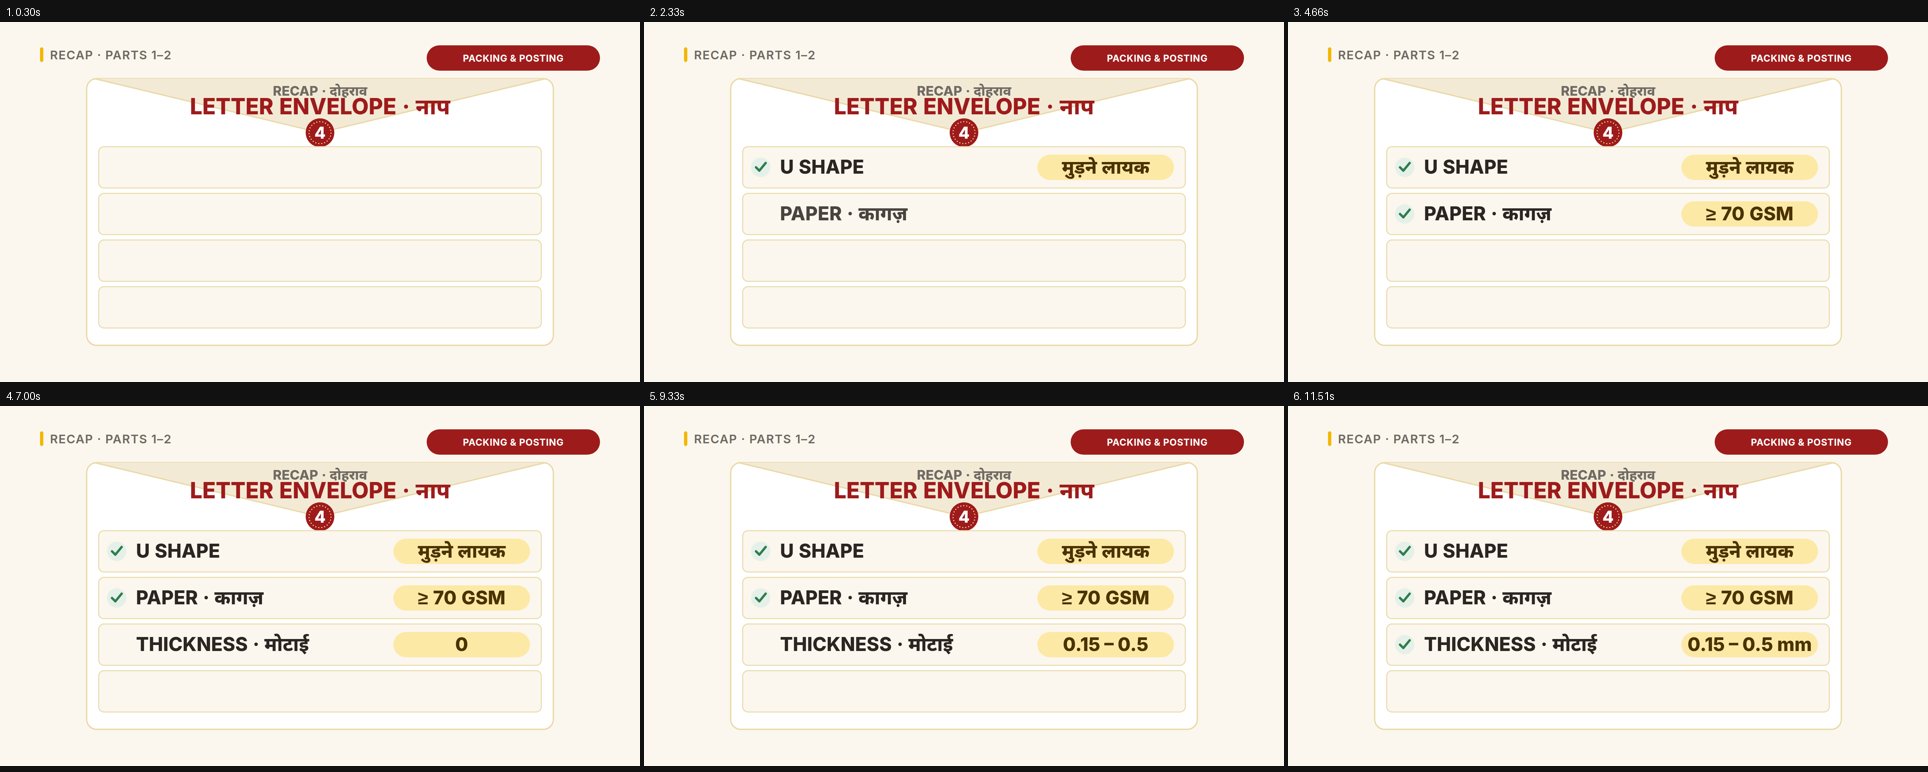 1. 0.30s
RECAP · PARTS 1–2
PACKING & POSTING
RECAP · दोहराव
LETTER ENVELOPE · नाप
4
2. 2.33s
RECAP · PARTS 1–2
PACKING & POSTING
RECAP · दोहराव
LETTER ENVELOPE · नाप
4
U SHAPE मुड़ने लायक
PAPER · कागज़
3. 4.66s
RECAP · PARTS 1–2
PACKING & POSTING
RECAP · दोहराव
LETTER ENVELOPE · नाप
4
U SHAPE मुड़ने लायक
PAPER · कागज़ ≥ 70 GSM
4. 7.00s
RECAP · PARTS 1–2
PACKING & POSTING
RECAP · दोहराव
LETTER ENVELOPE · नाप
4
U SHAPE मुड़ने लायक
PAPER · कागज़ ≥ 70 GSM
THICKNESS · मोटाई 0
5. 9.33s
RECAP · PARTS 1–2
PACKING & POSTING
RECAP · दोहराव
LETTER ENVELOPE · नाप
4
U SHAPE मुड़ने लायक
PAPER · कागज़ ≥ 70 GSM
THICKNESS · मोटाई 0.15 – 0.5
6. 11.51s
RECAP · PARTS 1–2
PACKING & POSTING
RECAP · दोहराव
LETTER ENVELOPE · नाप
4
U SHAPE मुड़ने लायक
PAPER · कागज़ ≥ 70 GSM
THICKNESS · मोटाई 0.15 – 0.5 mm